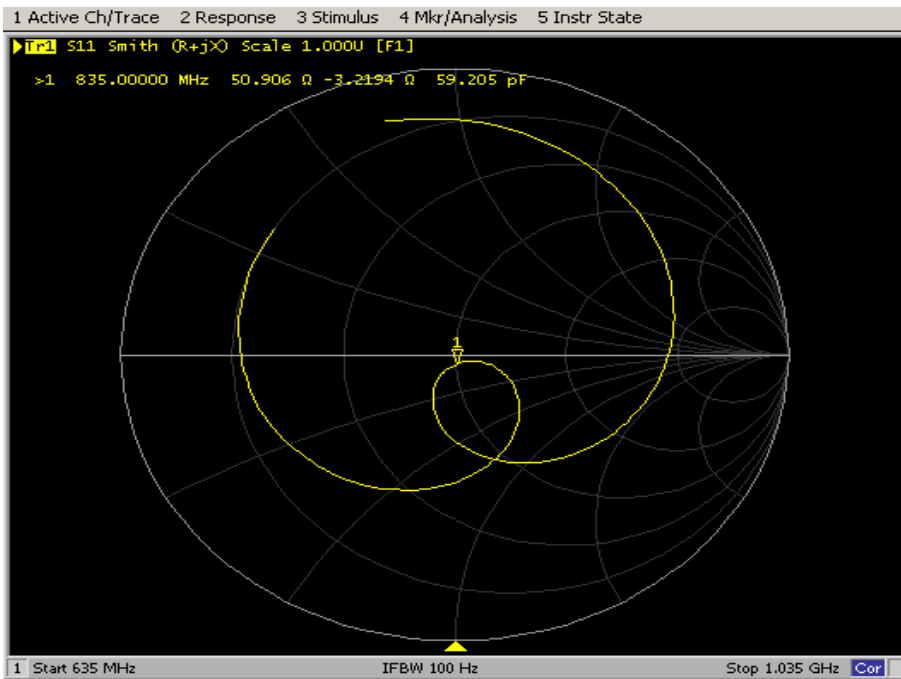 1 Active Ch/Trace 2 Response 3 Stimulus 4 Mkr/Analysis 5 Instr State
Tr1 S11 Smith (R+jX) Scale 1.000U [F1]
>1 835.00000 MHz 50.906 Ω -3.2194 Ω 59.205 pF
1
1 Start 635 MHz IFBW 100 Hz Stop 1.035 GHz Cor